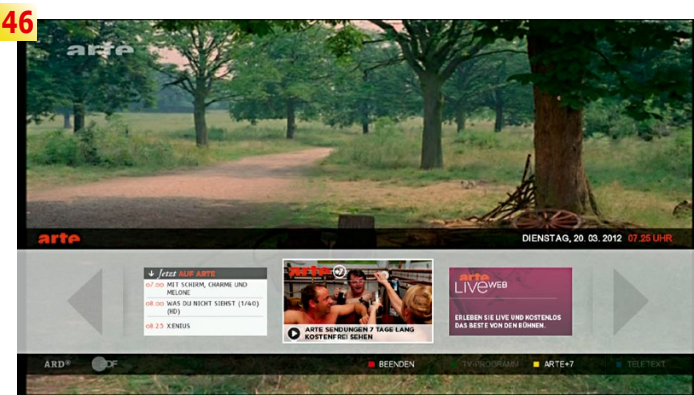 46
arte
arte
DIENSTAG, 20. 03. 2012 07.25 UHR
Jetzt AUF ARTE
07.00 MIT SCHIRM, CHARME UND
MELONE
08.00 WAS DU NICHT SIEHST (1/40)
(HD)
08.25 XENIUS
arte +7
ARTE SENDUNGEN 7 TAGE LANG
KOSTENFREI SEHEN
arte
LIVEWEB
ERLEBEN SIE LIVE UND KOSTENLOS
DAS BESTE VON DEN BÜHNEN.
ARD ZDF BEENDEN TV-PROGRAMM ARTE+7 TELETEXT